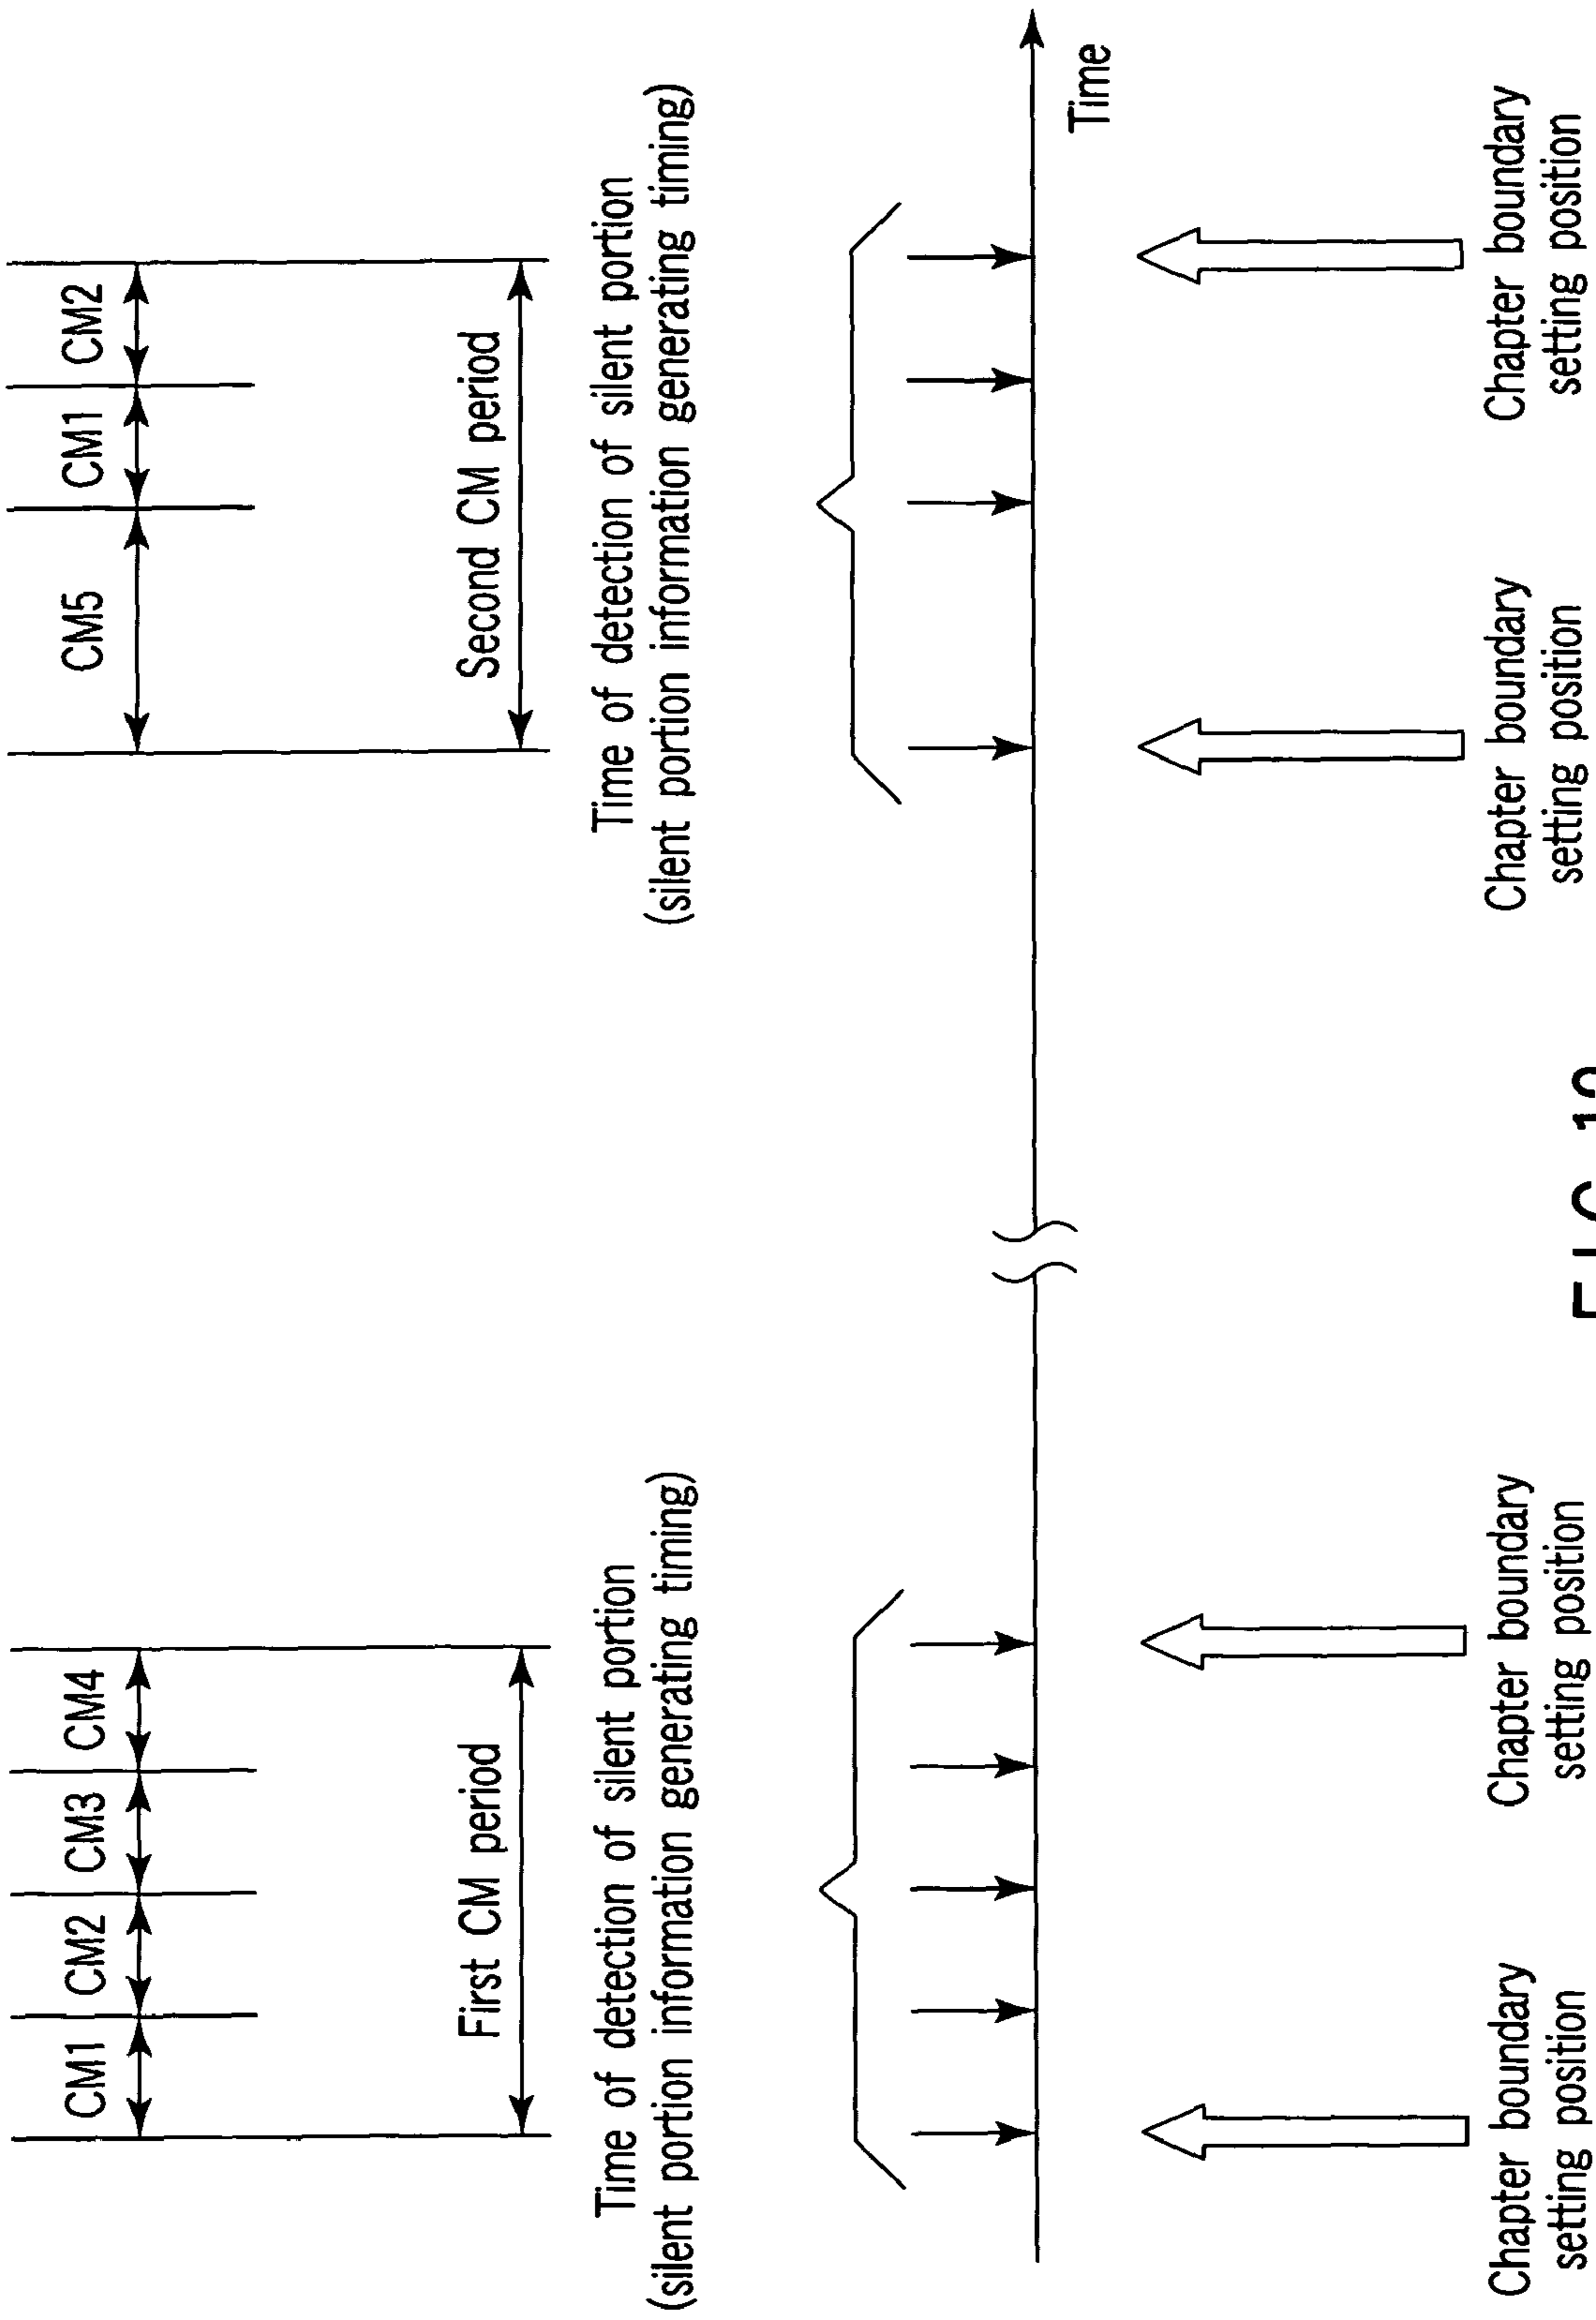 CM1 CM2 CM3 CM4
CM5 CM1 CM2
First CM period
Second CM period
Time of detection of silent portion
(silent portion information generating timing)
Time of detection of silent portion
(silent portion information generating timing)
Time
Chapter boundary
setting position
Chapter boundary
setting position
Chapter boundary
setting position
Chapter boundary
setting position